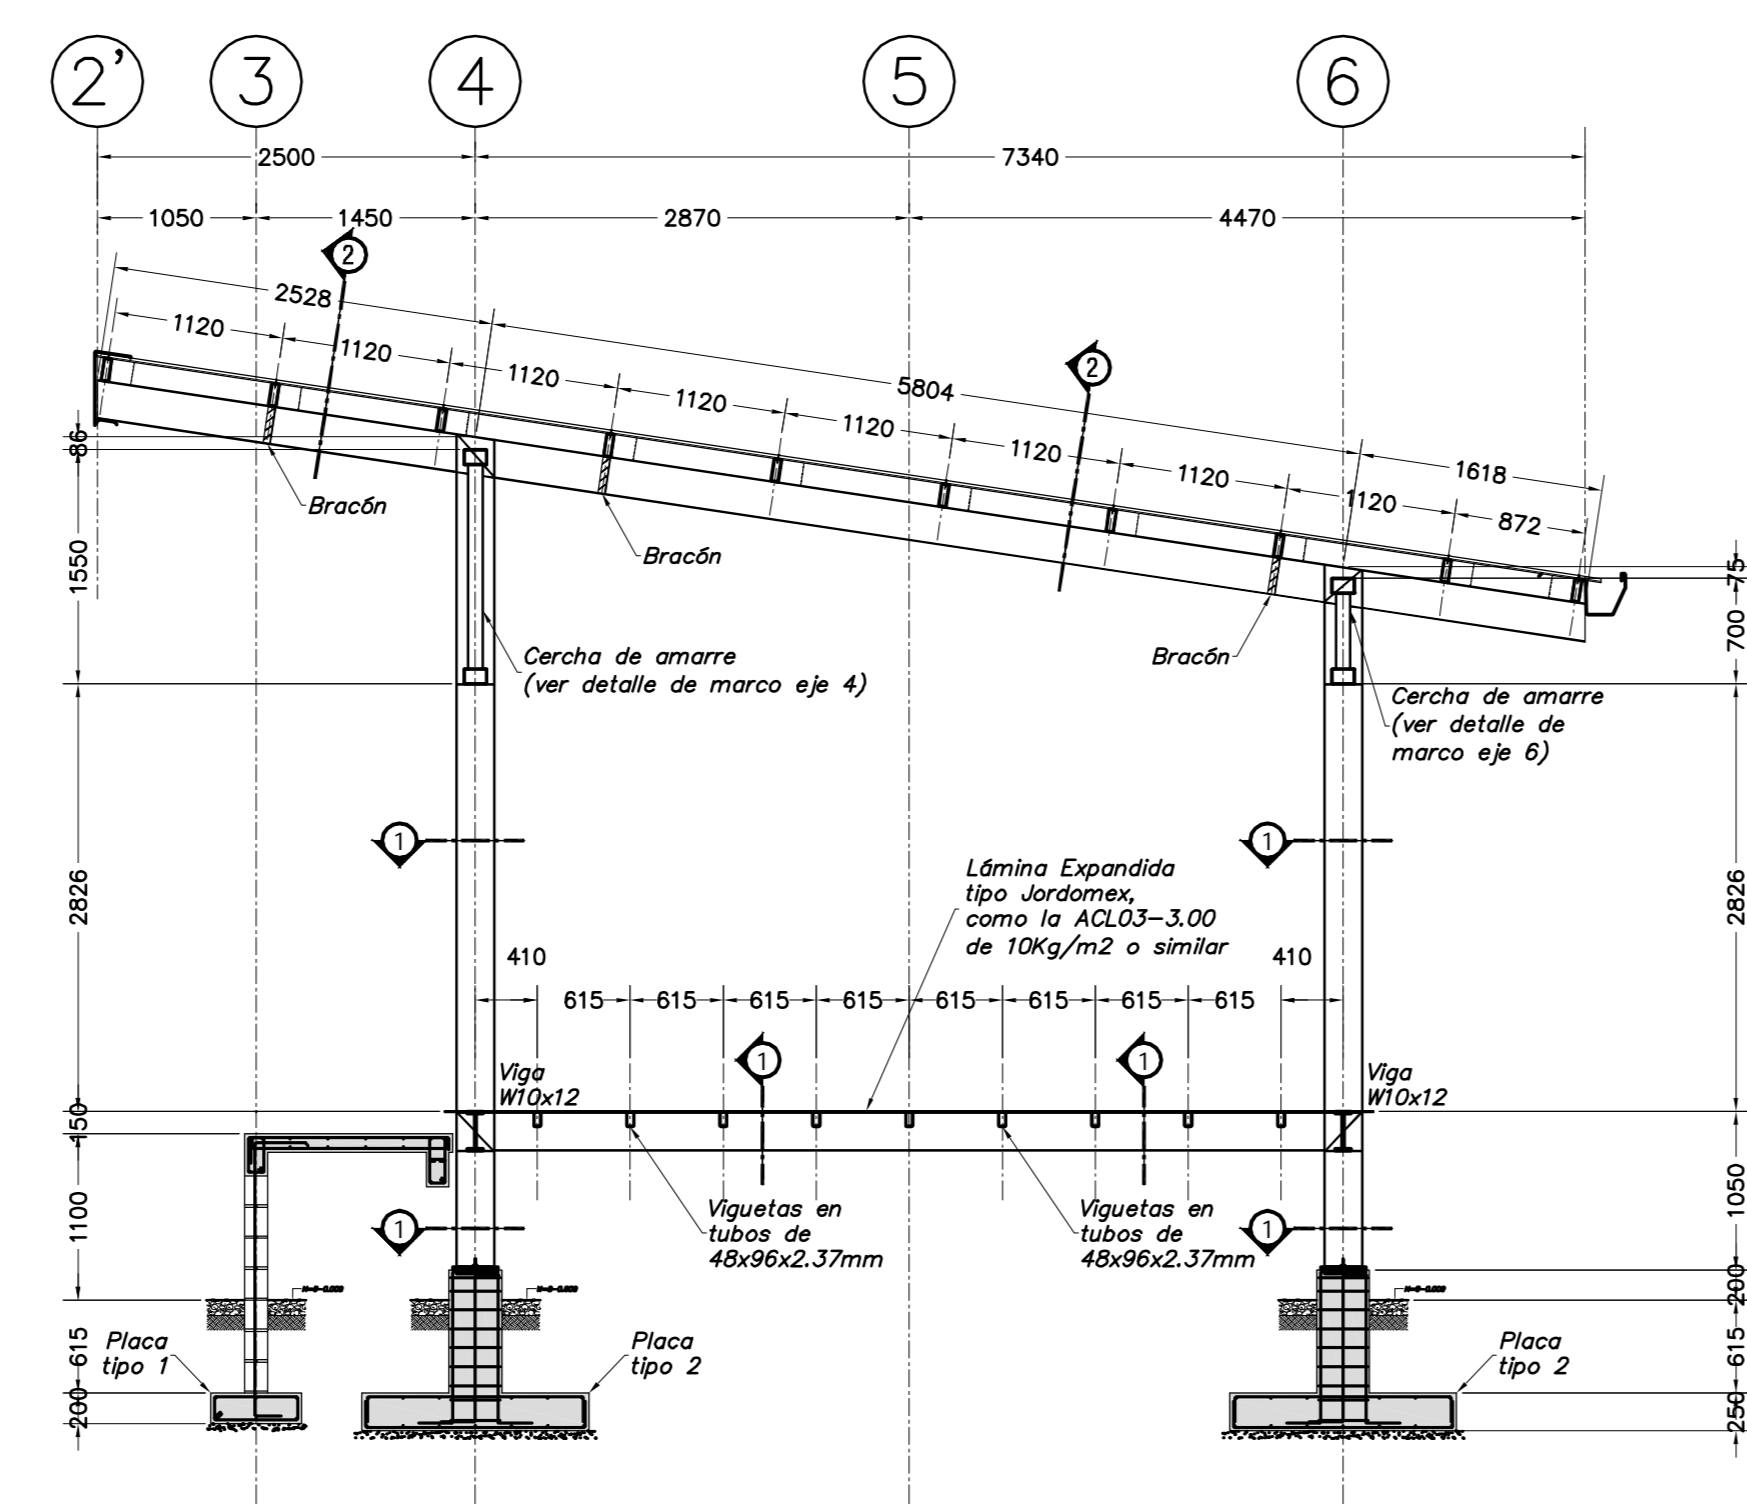 2' 3 4 5 6
2500 7340
1050 1450 2870 4470
2
2528
1120 1120 1120 1120 1120 1120 1120 1120 872
2
5804
1618
86
1550
75
700
Bracón
Bracón
Bracón
Cercha de amarre
(ver detalle de marco eje 4)
Cercha de amarre
(ver detalle de
marco eje 6)
1 1
2826 2826
Lámina Expandida
tipo Jordomex,
como la ACL03-3.00
de 10Kg/m2 o similar
410 410
615 615 615 615 615 615 615 615
1 1
Viga
W10x12
Viga
W10x12
150
1100
1050
Viguetas en
tubos de
48x96x2.37mm
Viguetas en
tubos de
48x96x2.37mm
1 1
200
615 615
Placa
tipo 1
Placa
tipo 2
Placa
tipo 2
200 250